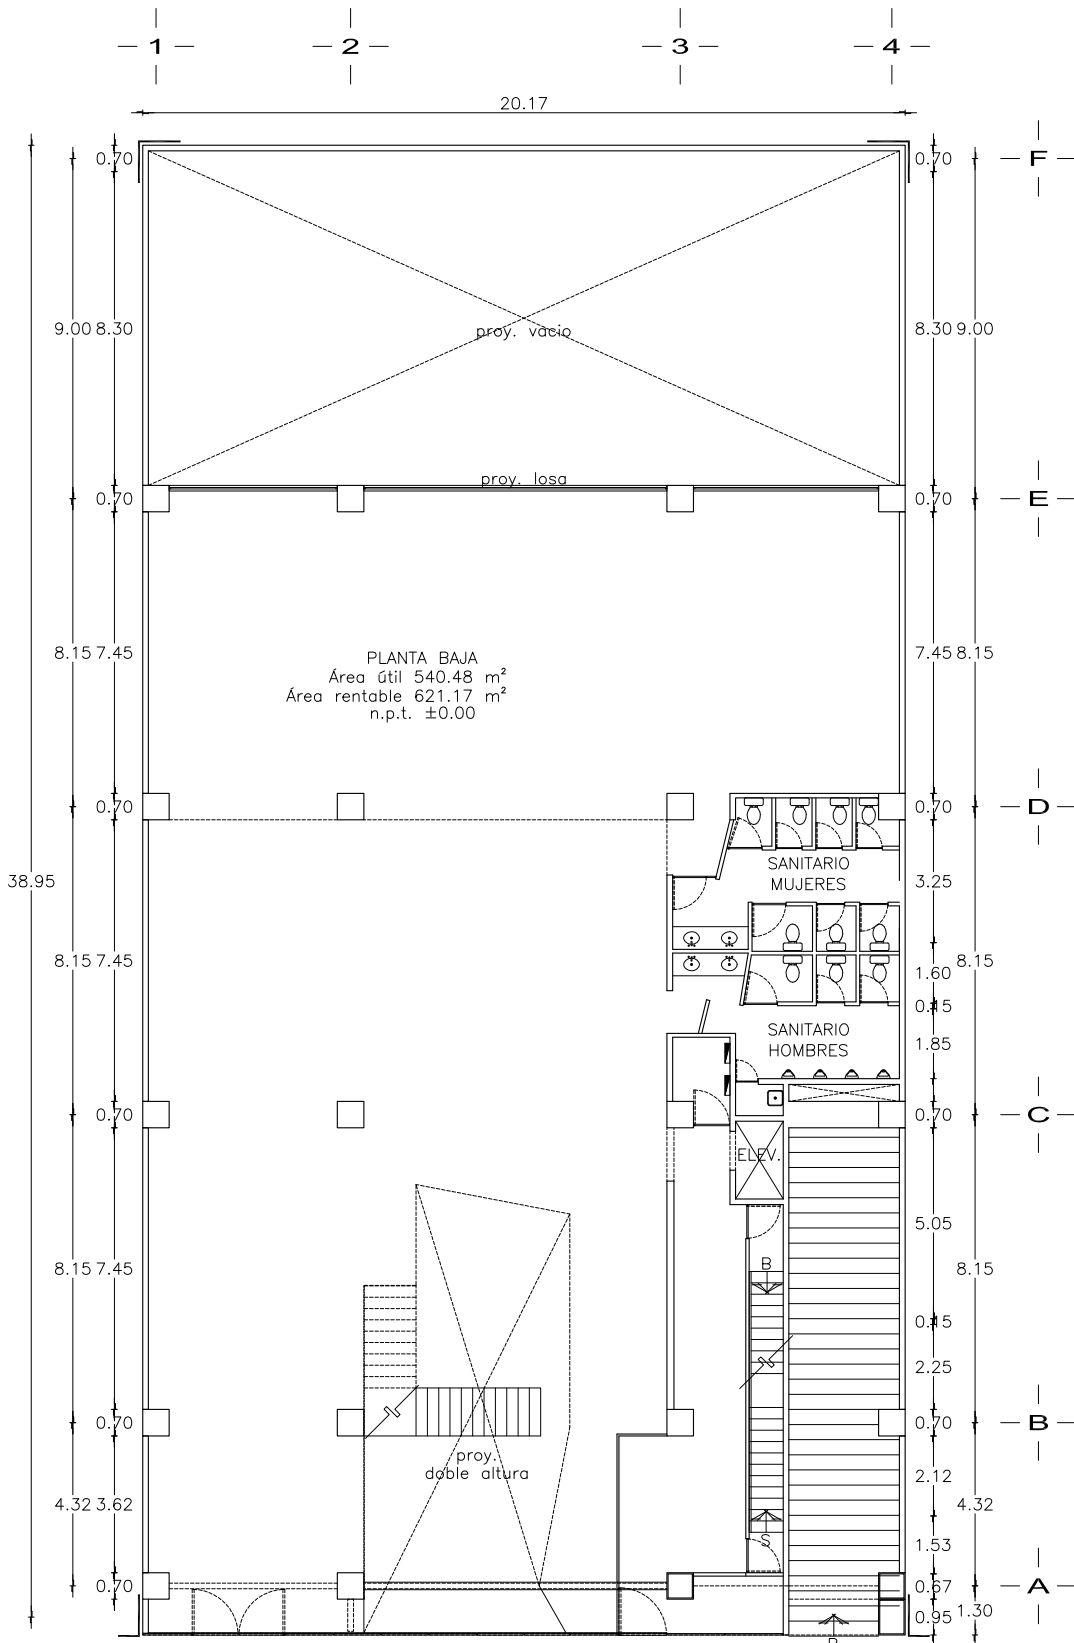 1 2 3 4
20.17
0.70 0.70 F
9.00 8.30 proy. vacio 8.30 9.00
proy. losa
0.70 0.70 E
8.15 7.45 PLANTA BAJA 7.45 8.15
Área útil 540.48 m²
Área rentable 621.17 m²
n.p.t. ±0.00
0.70 0.70 D
SANITARIO
MUJERES
38.95 3.25
8.15 7.45 8.15
1.60
0.45
SANITARIO
HOMBRES
1.85
0.70 0.70 C
ELEV.
5.05
B
8.15 7.45 8.15
0.45
2.25
0.70 0.70 B
proy.
doble altura
2.12
4.32 3.62 4.32
S
1.53
0.70 0.67 A
0.95 1.30